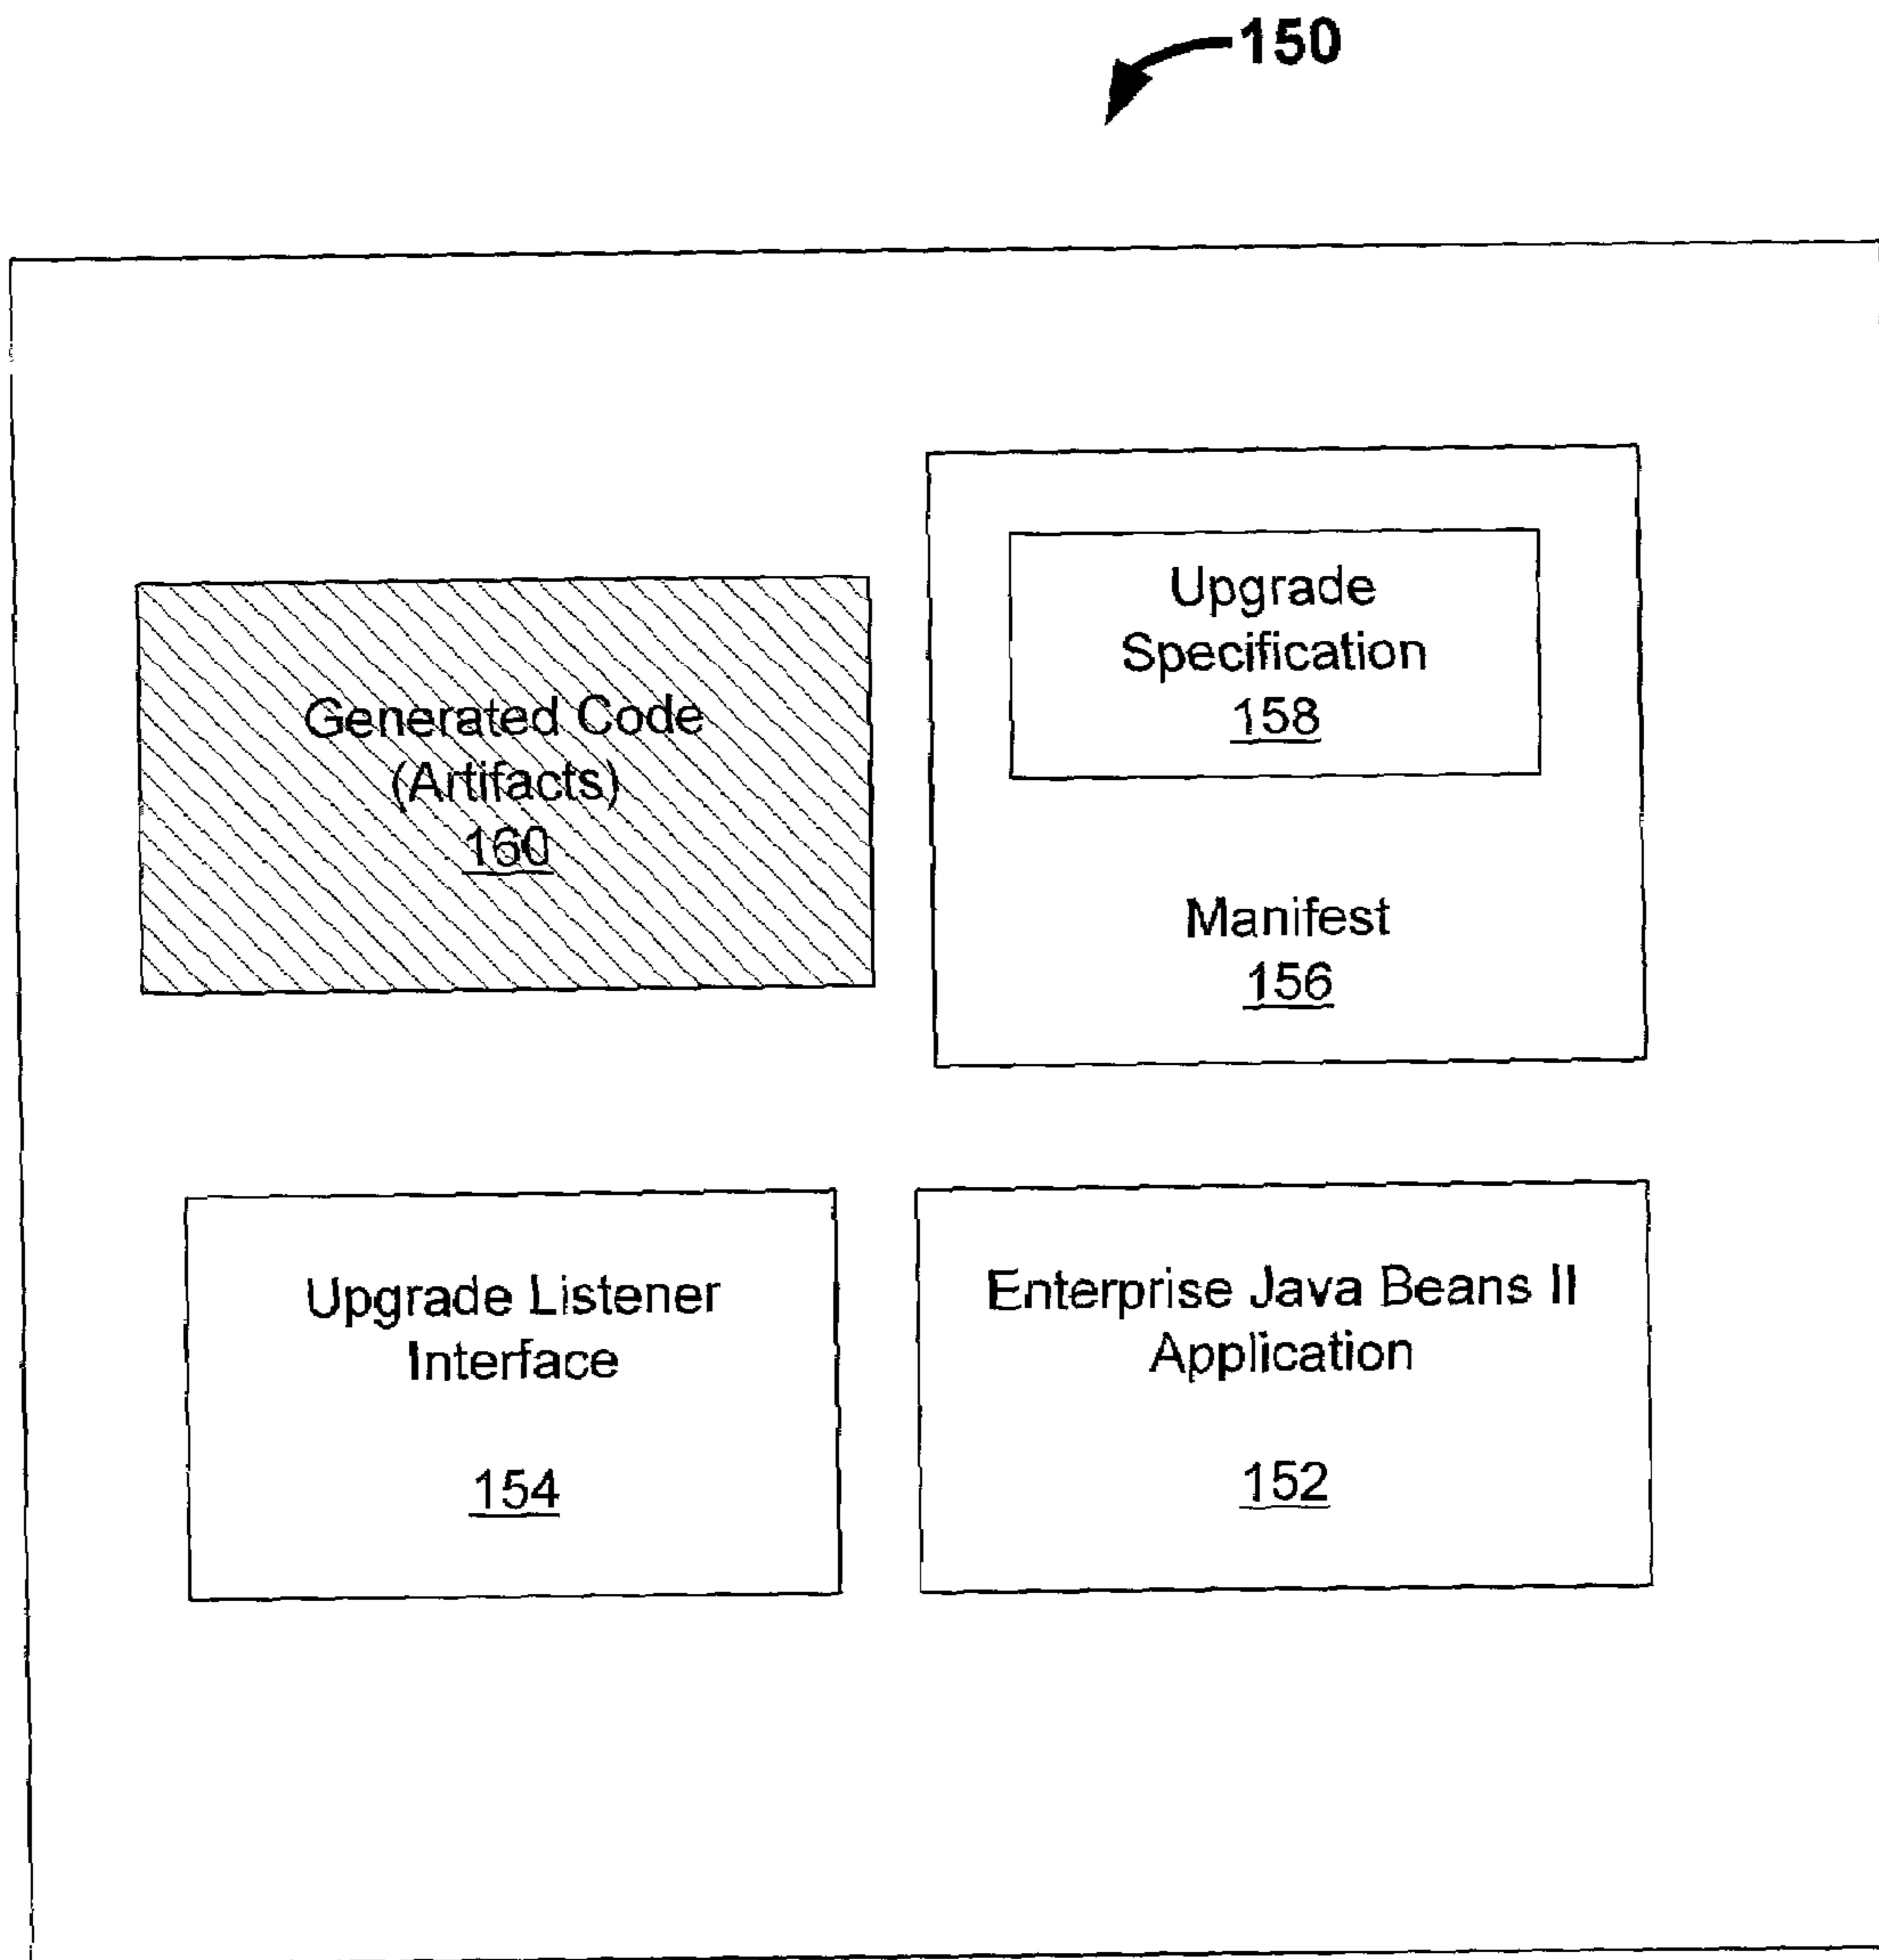 150
Upgrade
Specification
158
Generated Code
(Artifacts)
160
Manifest
156
Upgrade Listener
Interface
154
Enterprise Java Beans II
Application
152